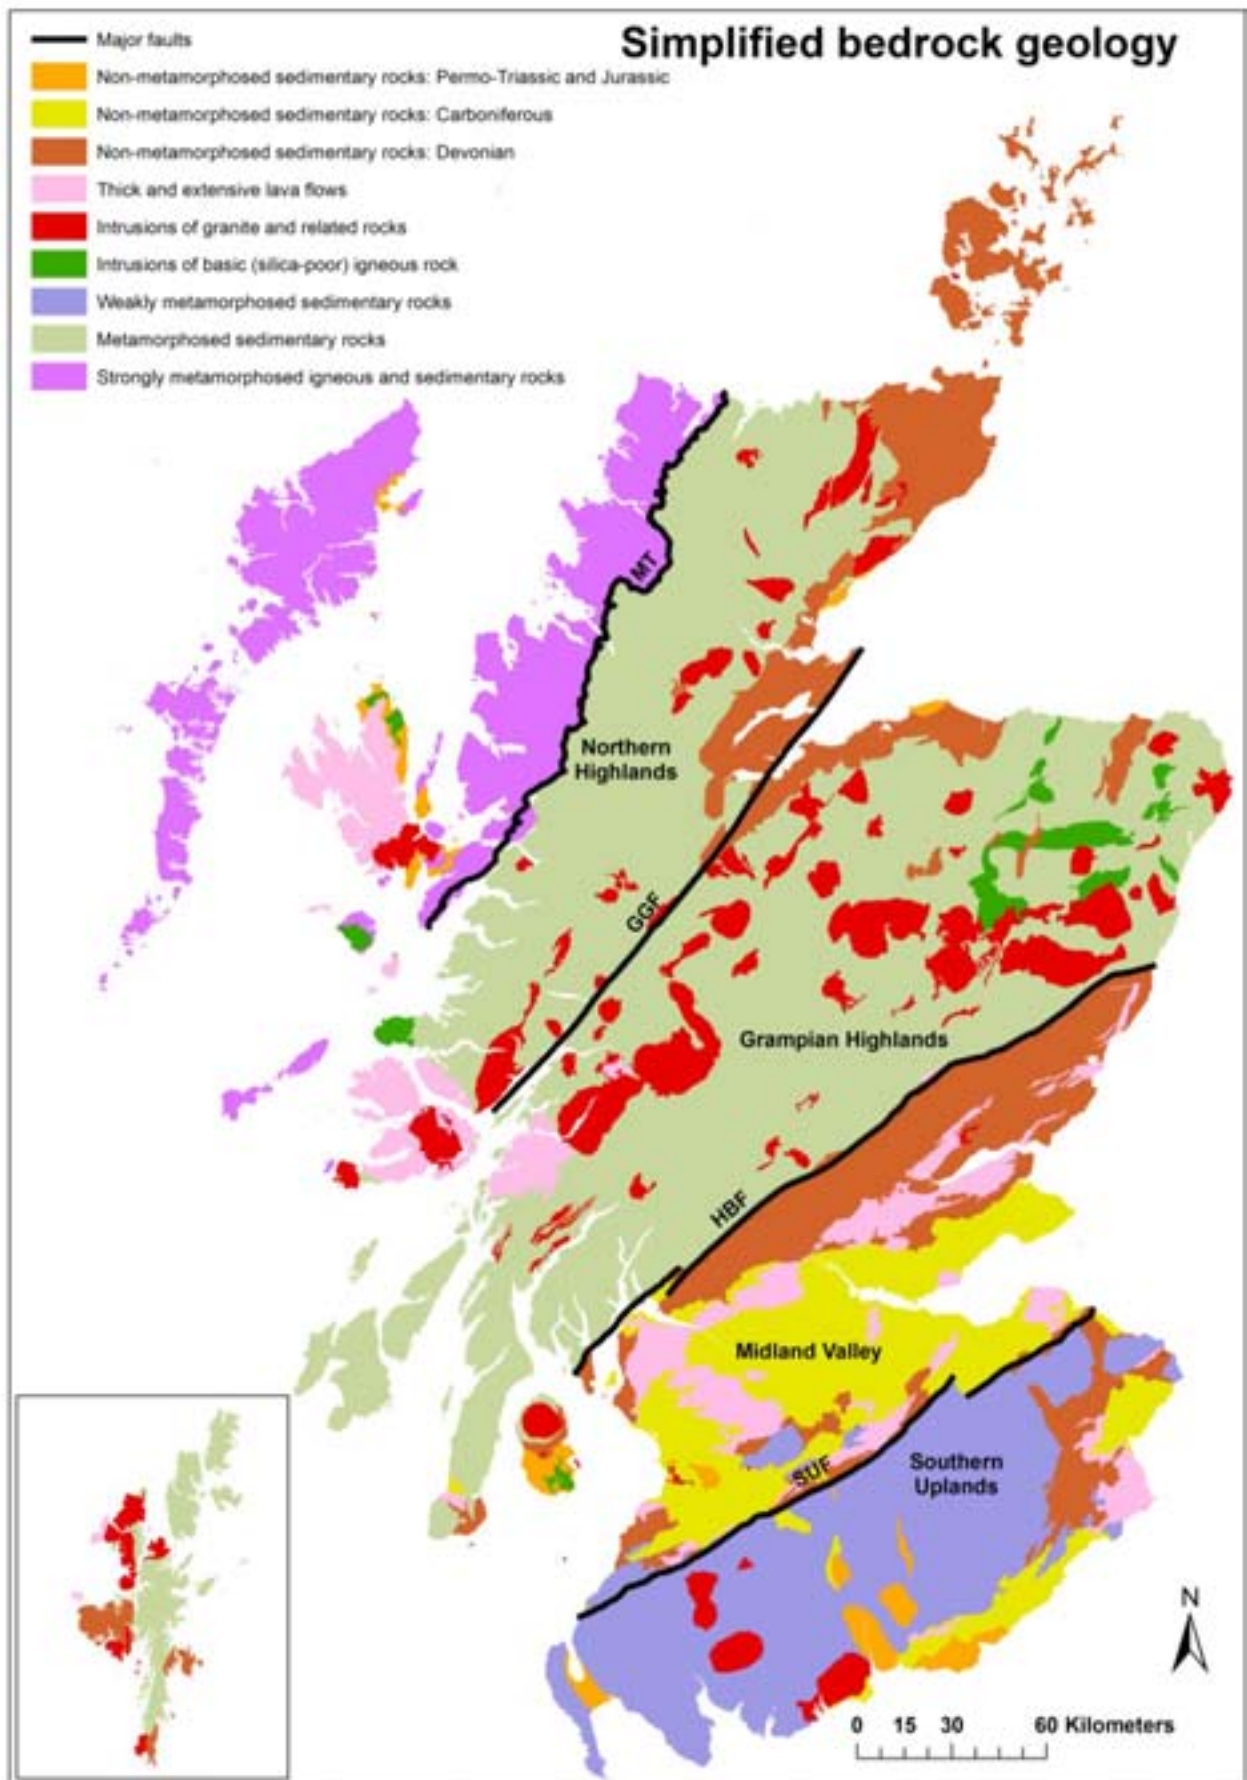 Simplified bedrock geology
Major faults
Non-metamorphosed sedimentary rocks: Permo-Triassic and Jurassic
Non-metamorphosed sedimentary rocks: Carboniferous
Non-metamorphosed sedimentary rocks: Devonian
Thick and extensive lava flows
Intrusions of granite and related rocks
Intrusions of basic (silica-poor) igneous rock
Weakly metamorphosed sedimentary rocks
Metamorphosed sedimentary rocks
Strongly metamorphosed igneous and sedimentary rocks
MT
Northern
Highlands
GGF
Grampian Highlands
HBF
Midland Valley
SUF
Southern
Uplands
N
0 15 30 60 Kilometers